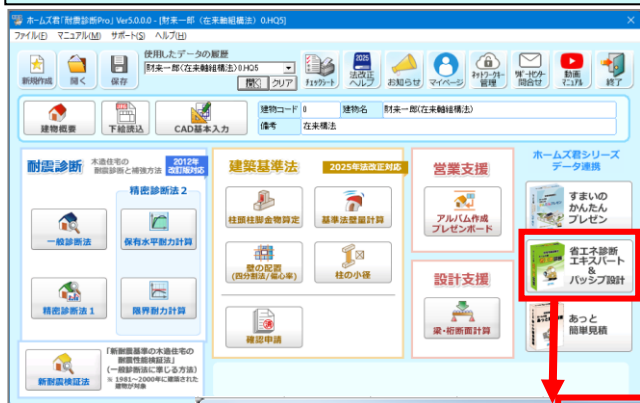 ホームズ君「耐震診断Pro」Ver5.0.0.0 - [財来一郎（在来軸組構法）0.HQ5]
ファイル(F) マニュアル(M) サポート(S) ヘルプ(H)
新規作成
開く
保存
使用したデータの履歴
財来一郎(在来軸組構法)0.HQ5
開く
クリア
チェックシート
2025
法改正
ヘルプ
お知らせ
マイページ
ネットワークキー
管理
サポートセンター
問合せ
動画
マニュアル
終了
建物概要
下絵読込
CAD基本入力
建物コード 0
建物名 財来一郎(在来軸組構法)
備考 在来構法
耐震診断
木造住宅の
耐震診断と補強方法
2012年
改訂版対応
精密診断法２
一般診断法
保有水平耐力計算
精密診断法１
限界耐力計算
新耐震検証法
「新耐震基準の木造住宅の
耐震性能検証法」
(一般診断法に準じる方法)
※ 1981～2000年に建築された
建物が対象
建築基準法
2025年法改正対応
柱頭柱脚金物算定
基準法壁量計算
壁の配置
(四分割法/偏心率)
柱の小径
確認申請
営業支援
アルバム作成
プレゼンボード
設計支援
梁・桁断面計算
ホームズ君シリーズ
データ連携
すまいの
かんたん
プレゼン
省エネ診断
エキスパート
&
パッシブ設計
あっと
簡単見積